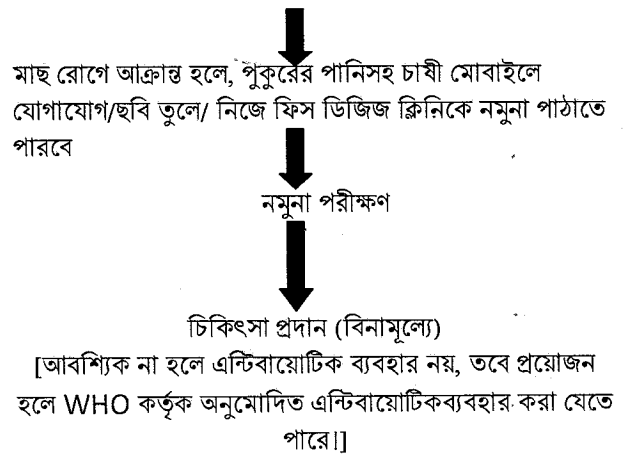 মাছ রোগে আক্রান্ত হলে, পুকুরের পানিসহ চাষী মোবাইলে
যোগাযোগ/ছবি তুলে/ নিজে ফিস ডিজিজ ক্লিনিকে নমুনা পাঠাতে
পারবে
নমুনা পরীক্ষণ
চিকিৎসা প্রদান (বিনামূল্যে)
[আবশ্যিক না হলে এন্টিবায়োটিক ব্যবহার নয়, তবে প্রয়োজন
হলে WHO কর্তৃক অনুমোদিত এন্টিবায়োটিকব্যবহার করা যেতে
পারে।]